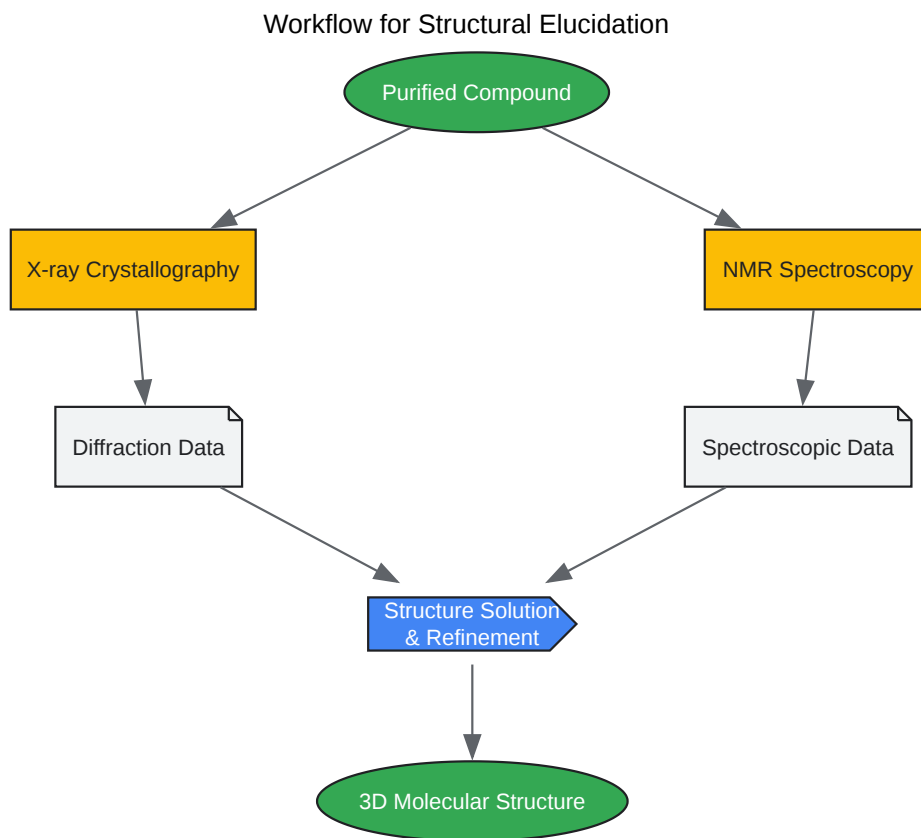 Workflow for Structural Elucidation
Purified Compound
X-ray Crystallography
NMR Spectroscopy
Diffraction Data
Spectroscopic Data
Structure Solution
& Refinement
3D Molecular Structure